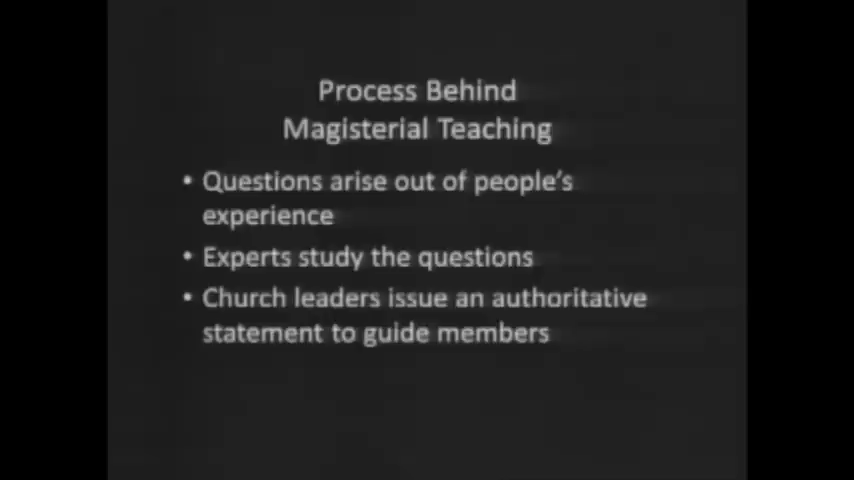 Process Behind
Magisterial Teaching
• Questions arise out of people's
experience
• Experts study the questions
• Church leaders issue an authoritative
statement to guide members